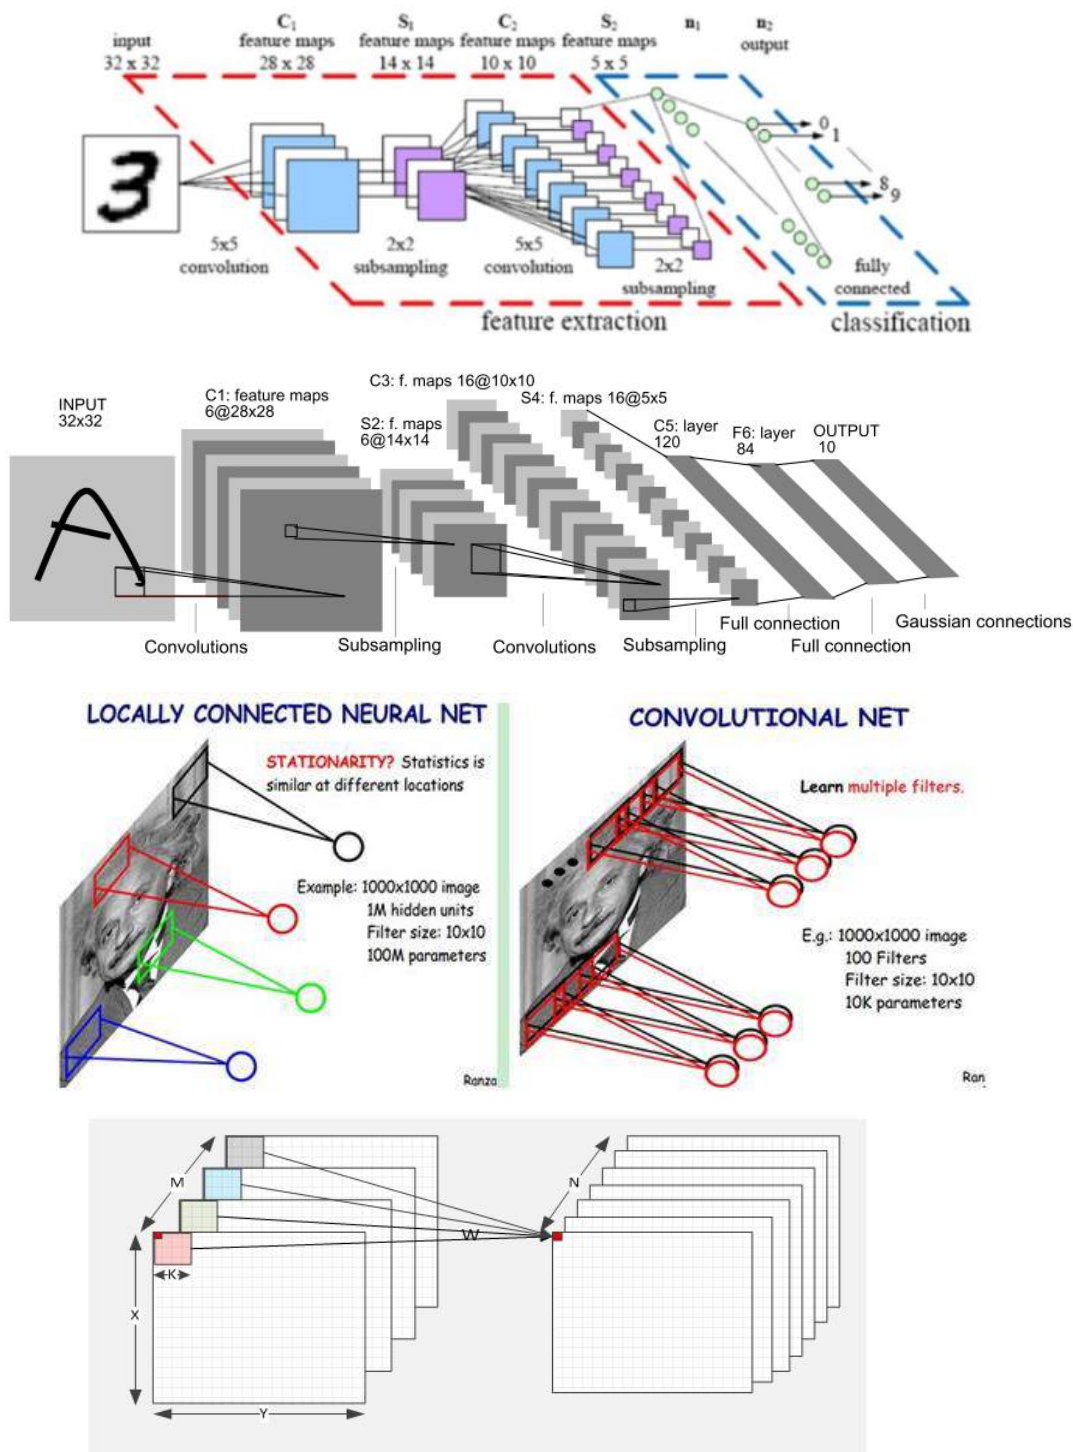 C1 S1 C2 S2 n1 n2
input feature maps feature maps feature maps feature maps output
32 x 32 28 x 28 14 x 14 10 x 10 5 x 5
0
1
8
9
5x5 2x2 5x5 2x2 fully
convolution subsampling convolution subsampling connected
feature extraction classification
INPUT
32x32
C1: feature maps
6@28x28
S2: f. maps
6@14x14
C3: f. maps 16@10x10
S4: f. maps 16@5x5
C5: layer
120
F6: layer
84
OUTPUT
10
Convolutions
Subsampling
Convolutions
Subsampling
Full connection
Full connection
Gaussian connections
LOCALLY CONNECTED NEURAL NET
STATIONARITY? Statistics is
similar at different locations
Example: 1000x1000 image
1M hidden units
Filter size: 10x10
100M parameters
Ranza
CONVOLUTIONAL NET
Learn multiple filters.
E.g.: 1000x1000 image
100 Filters
Filter size: 10x10
10K parameters
Ran
M
N
W
K
X
Y